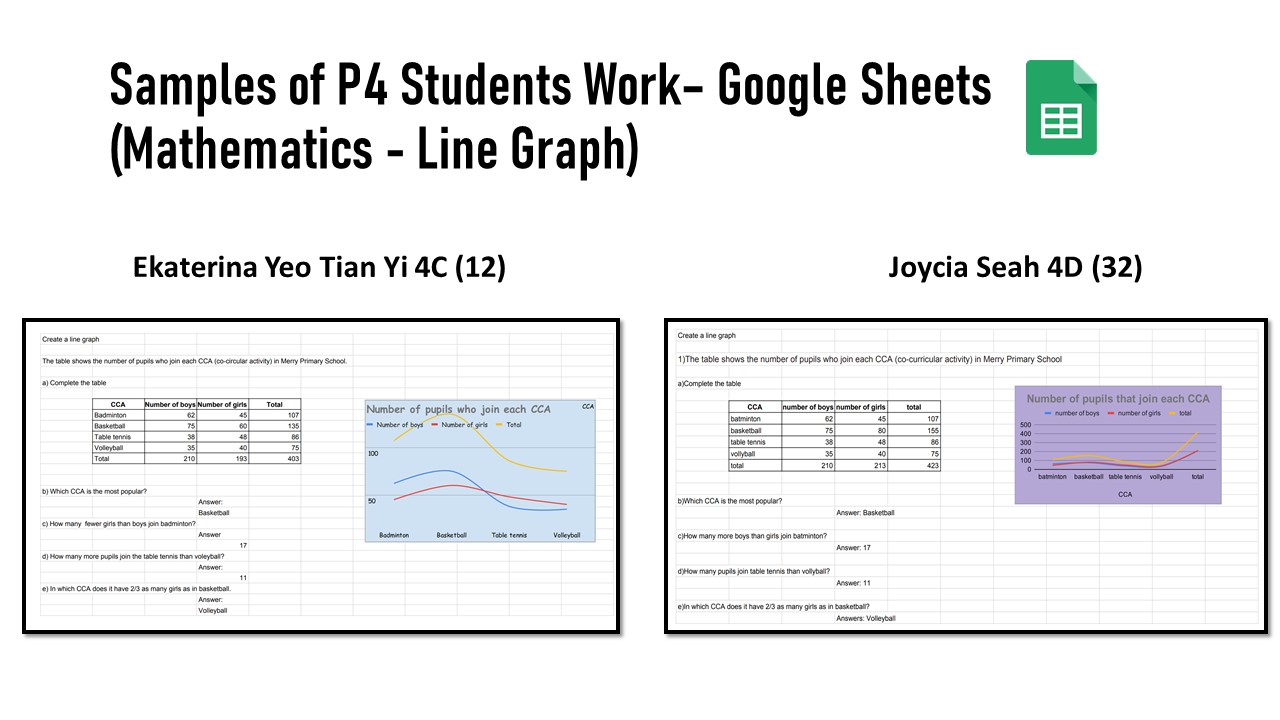 Samples of P4 Students Work– Google Sheets
(Mathematics - Line Graph)
Ekaterina Yeo Tian Yi 4C (12)
Create a line graph
The table shows the number of pupils who join each CCA (co-circular activity) in Merry Primary School.
a) Complete the table
CCA Number of boys Number of girls Total
Badminton 62 45 107
Basketball 75 60 135
Table tennis 38 48 86
Volleyball 35 40 75
Total 210 193 403
b) Which CCA is the most popular?
Answer:
Basketball
c) How many fewer girls than boys join badminton?
Answer
17
d) How many more pupils join the table tennis than voleyball?
Answer:
11
e) In which CCA does it have 2/3 as many girls as in basketball.
Answer:
Volleyball
Number of pupils who join each CCA
CCA
Number of boys Number of girls Total
100
50
Badminton Basketball Table tennis Volleyball
Joycia Seah 4D (32)
Create a line graph
1)The table shows the number of pupils who join each CCA (co-curricular activity) in Merry Primary School
a)Complete the table
CCA number of boys number of girls total
batminton 62 45 107
basketball 75 80 155
table tennis 38 48 86
vollyball 35 40 75
total 210 213 423
b)Which CCA is the most popular?
Answer: Basketball
c)How many more boys than girls join batminton?
Answer: 17
d)How many pupils join table tennis than vollyball?
Answer: 11
e)In which CCA does it have 2/3 as many girls as in basketball?
Answers: Volleyball
Number of pupils that join each CCA
number of boys number of girls total
500
400
300
200
100
0
batminton basketball table tennis vollyball total
CCA